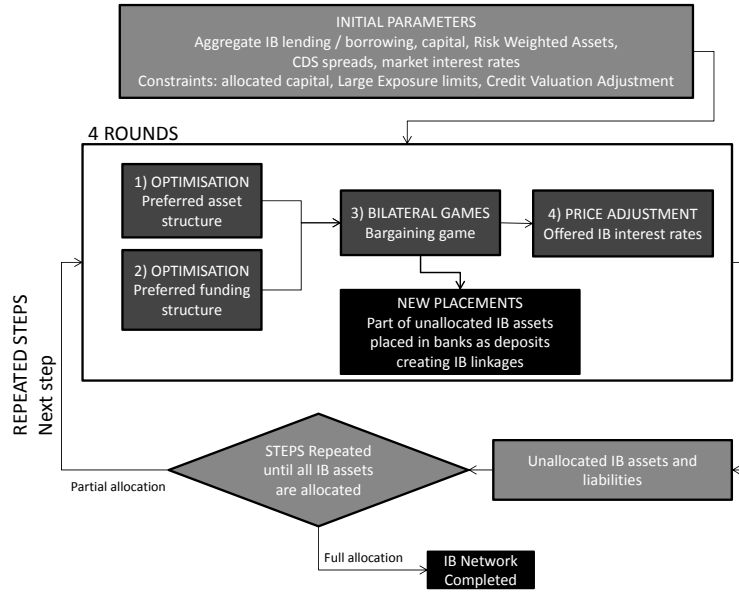 INITIAL PARAMETERS
Aggregate IB lending / borrowing, capital, Risk Weighted Assets,
CDS spreads, market interest rates
Constraints: allocated capital, Large Exposure limits, Credit Valuation Adjustment
4 ROUNDS
1) OPTIMISATION
Preferred asset
structure
2) OPTIMISATION
Preferred funding
structure
3) BILATERAL GAMES
Bargaining game
4) PRICE ADJUSTMENT
Offered IB interest rates
NEW PLACEMENTS
Part of unallocated IB assets
placed in banks as deposits
creating IB linkages
REPEATED STEPS
Next step
STEPS Repeated
until all IB assets
are allocated
Unallocated IB assets and
liabilities
Partial allocation
Full allocation
IB Network
Completed